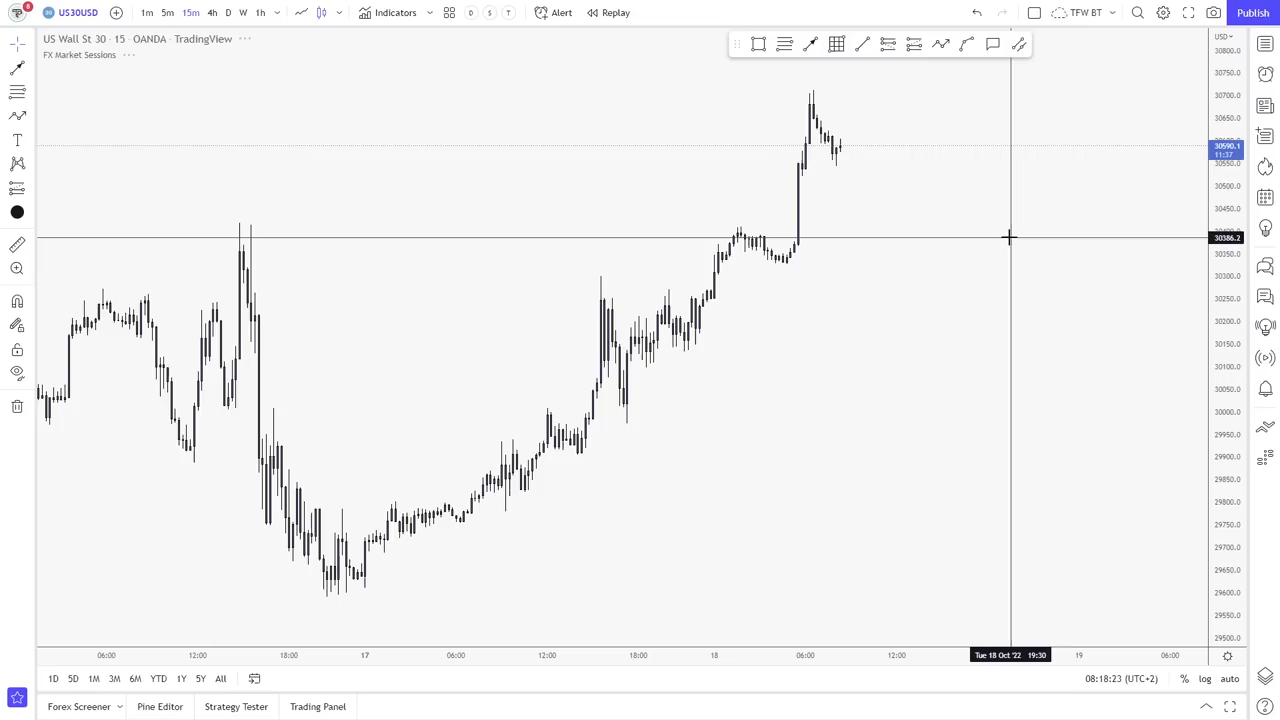 8
US30USD
1m 5m 15m 4h D W 1h
Indicators
D S T
Alert
Replay
TFW BT
Publish
US Wall St 30 · 15 · OANDA · TradingView
FX Market Sessions
USD
30800.0
30750.0
30700.0
30650.0
30590.1
11:37
30550.0
30500.0
30450.0
30386.2
30350.0
30300.0
30250.0
30200.0
30150.0
30100.0
30050.0
30000.0
29950.0
29900.0
29850.0
29800.0
29750.0
29700.0
29650.0
29600.0
29550.0
29500.0
06:00 12:00 18:00 17 06:00 12:00 18:00 18 06:00 12:00 Tue 18 Oct '22 19:30 19 06:00
1D 5D 1M 3M 6M YTD 1Y 5Y All
08:18:23 (UTC+2) % log auto
Forex Screener Pine Editor Strategy Tester Trading Panel